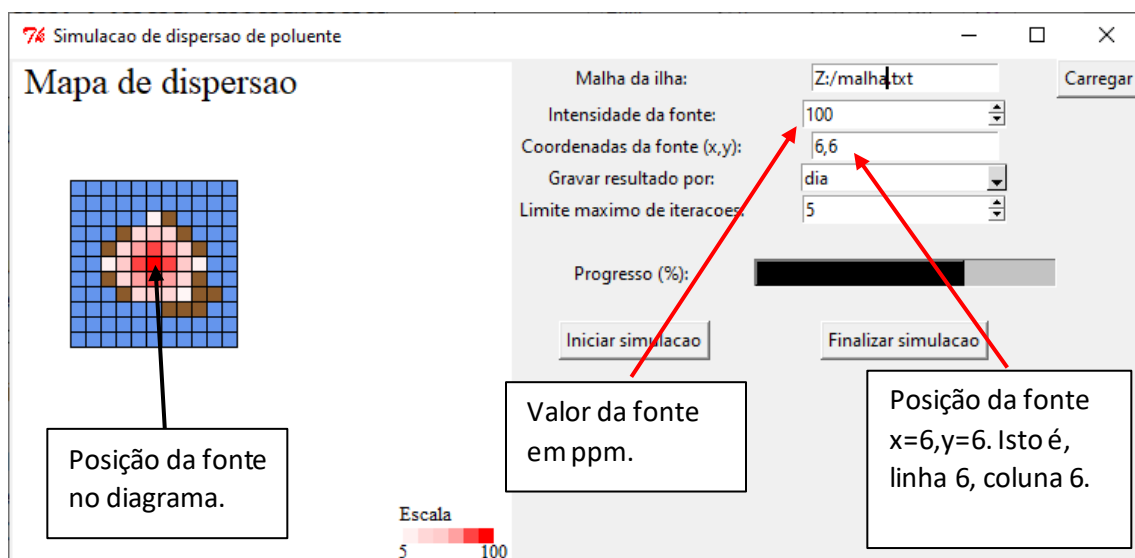 Simulacao de dispersao de poluente
Mapa de dispersao
Malha da ilha:
Z:/malha.txt
Carregar
Intensidade da fonte:
100
Coordenadas da fonte (x,y):
6,6
Gravar resultado por:
dia
Limite maximo de iteracoes:
5
Progresso (%):
Iniciar simulacao
Finalizar simulacao
Posição da fonte
no diagrama.
Valor da fonte
em ppm.
Posição da fonte
x=6,y=6. Isto é,
linha 6, coluna 6.
Escala
5 100